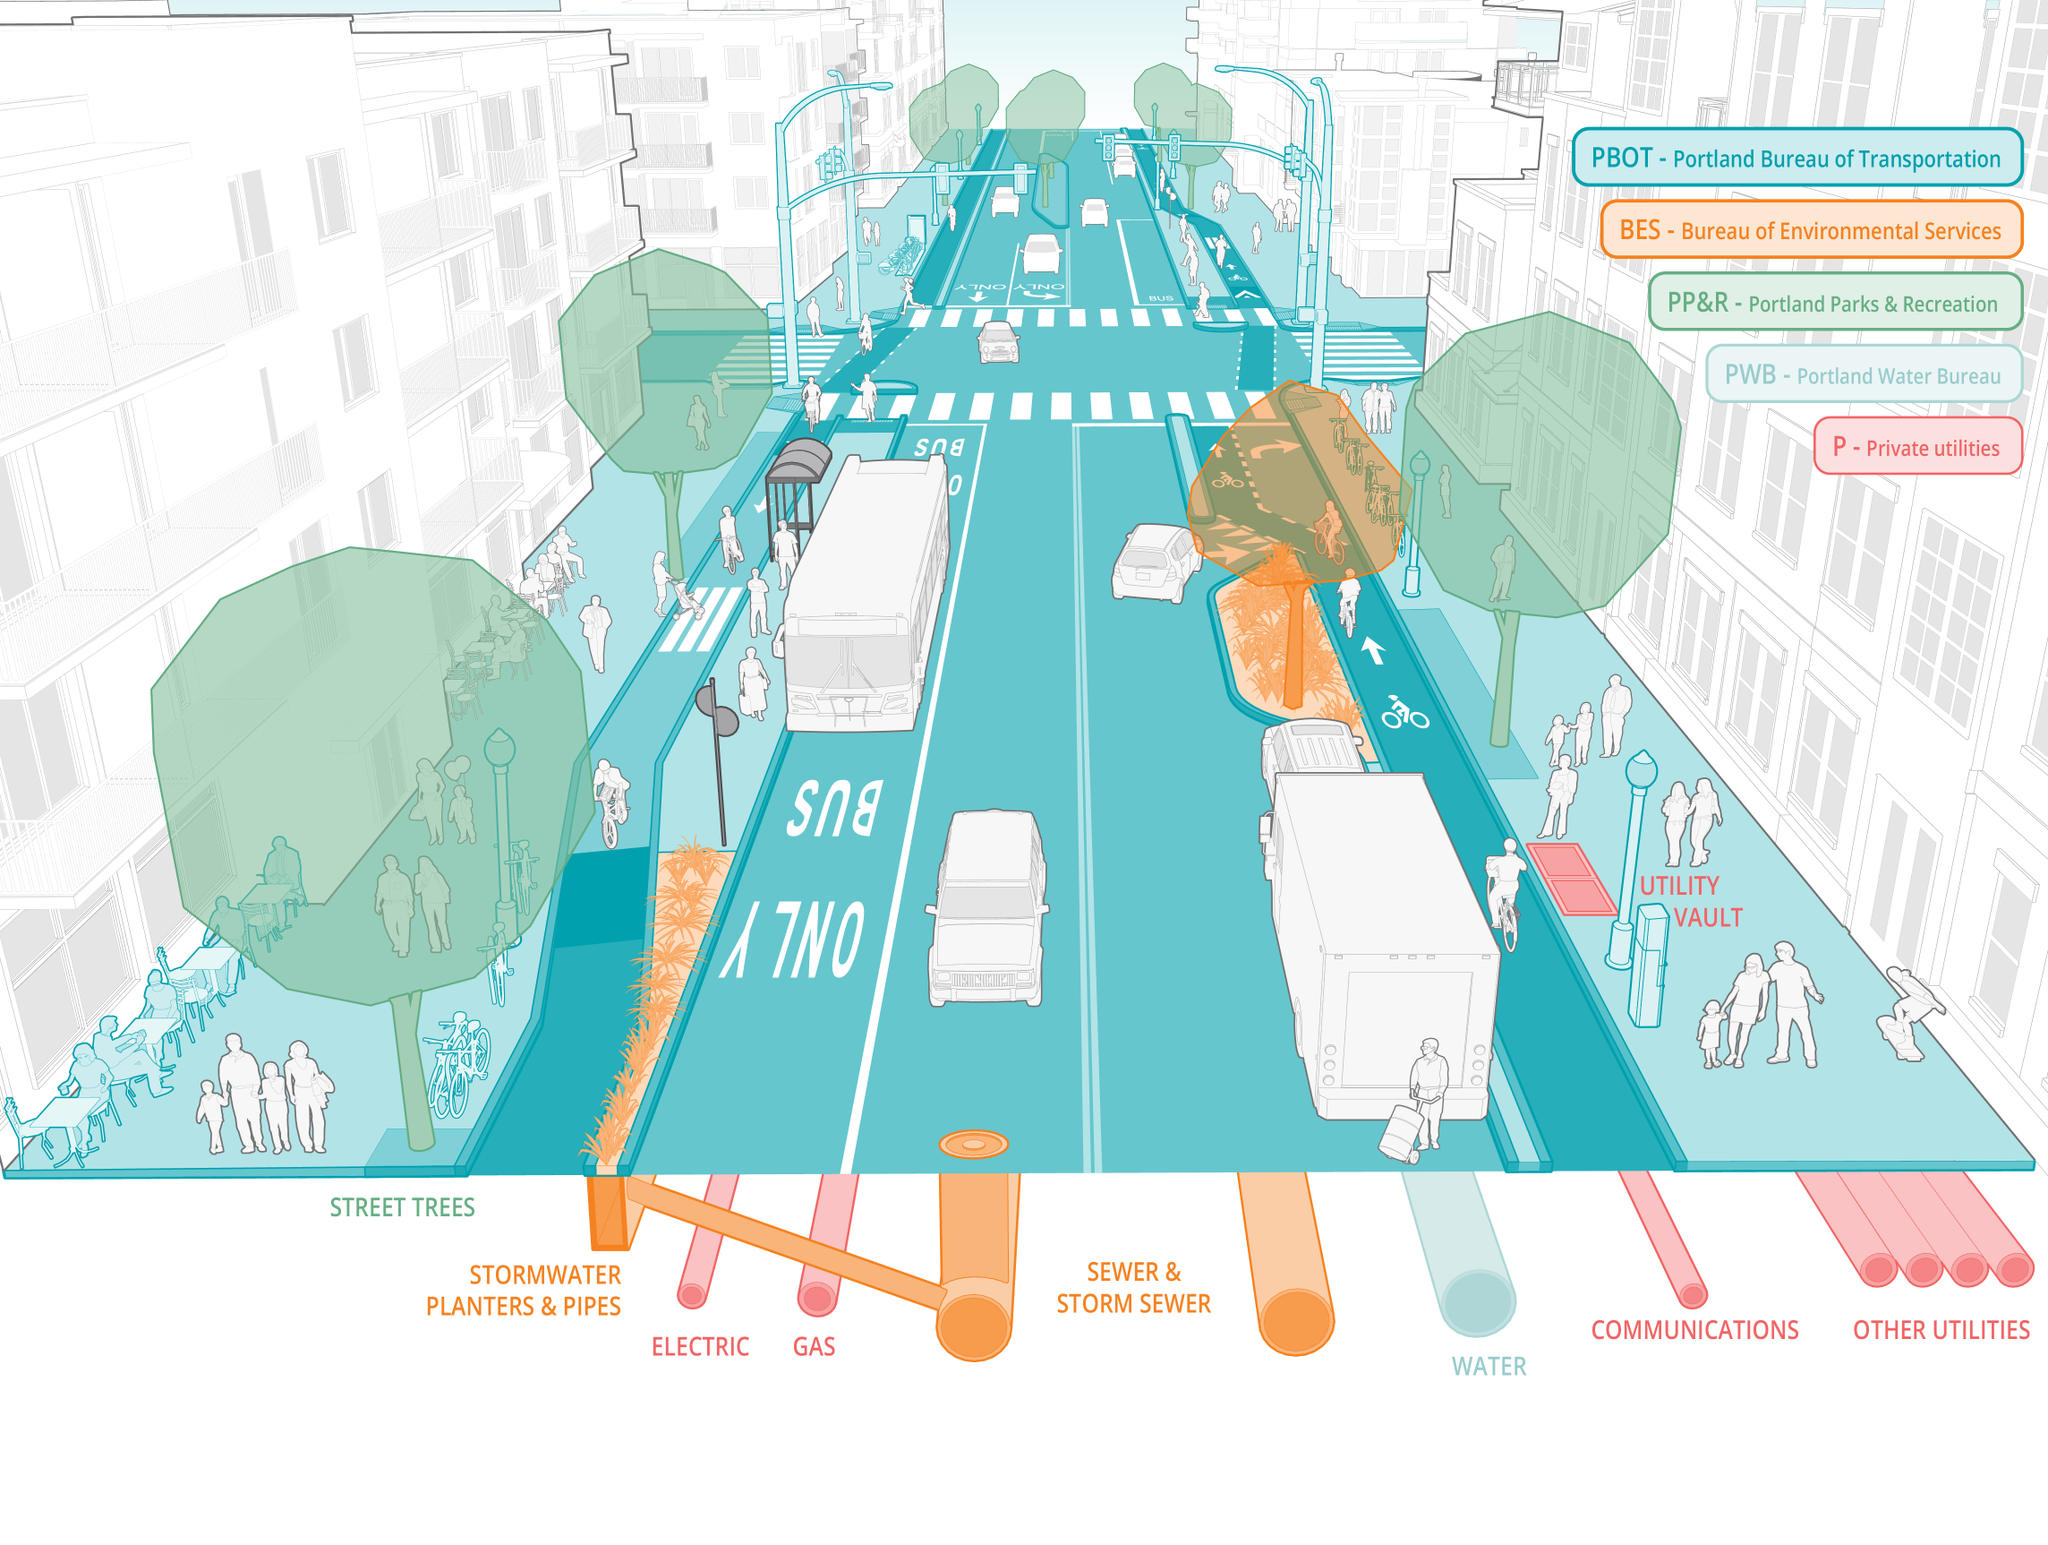 PBOT - Portland Bureau of Transportation
BES - Bureau of Environmental Services
PP&R - Portland Parks & Recreation
PWB - Portland Water Bureau
P - Private utilities
ONLY
ONLY
BUS
BUS
BUS
ONLY
UTILITY
VAULT
STREET TREES
STORMWATER
PLANTERS & PIPES
ELECTRIC
GAS
SEWER &
STORM SEWER
WATER
COMMUNICATIONS
OTHER UTILITIES